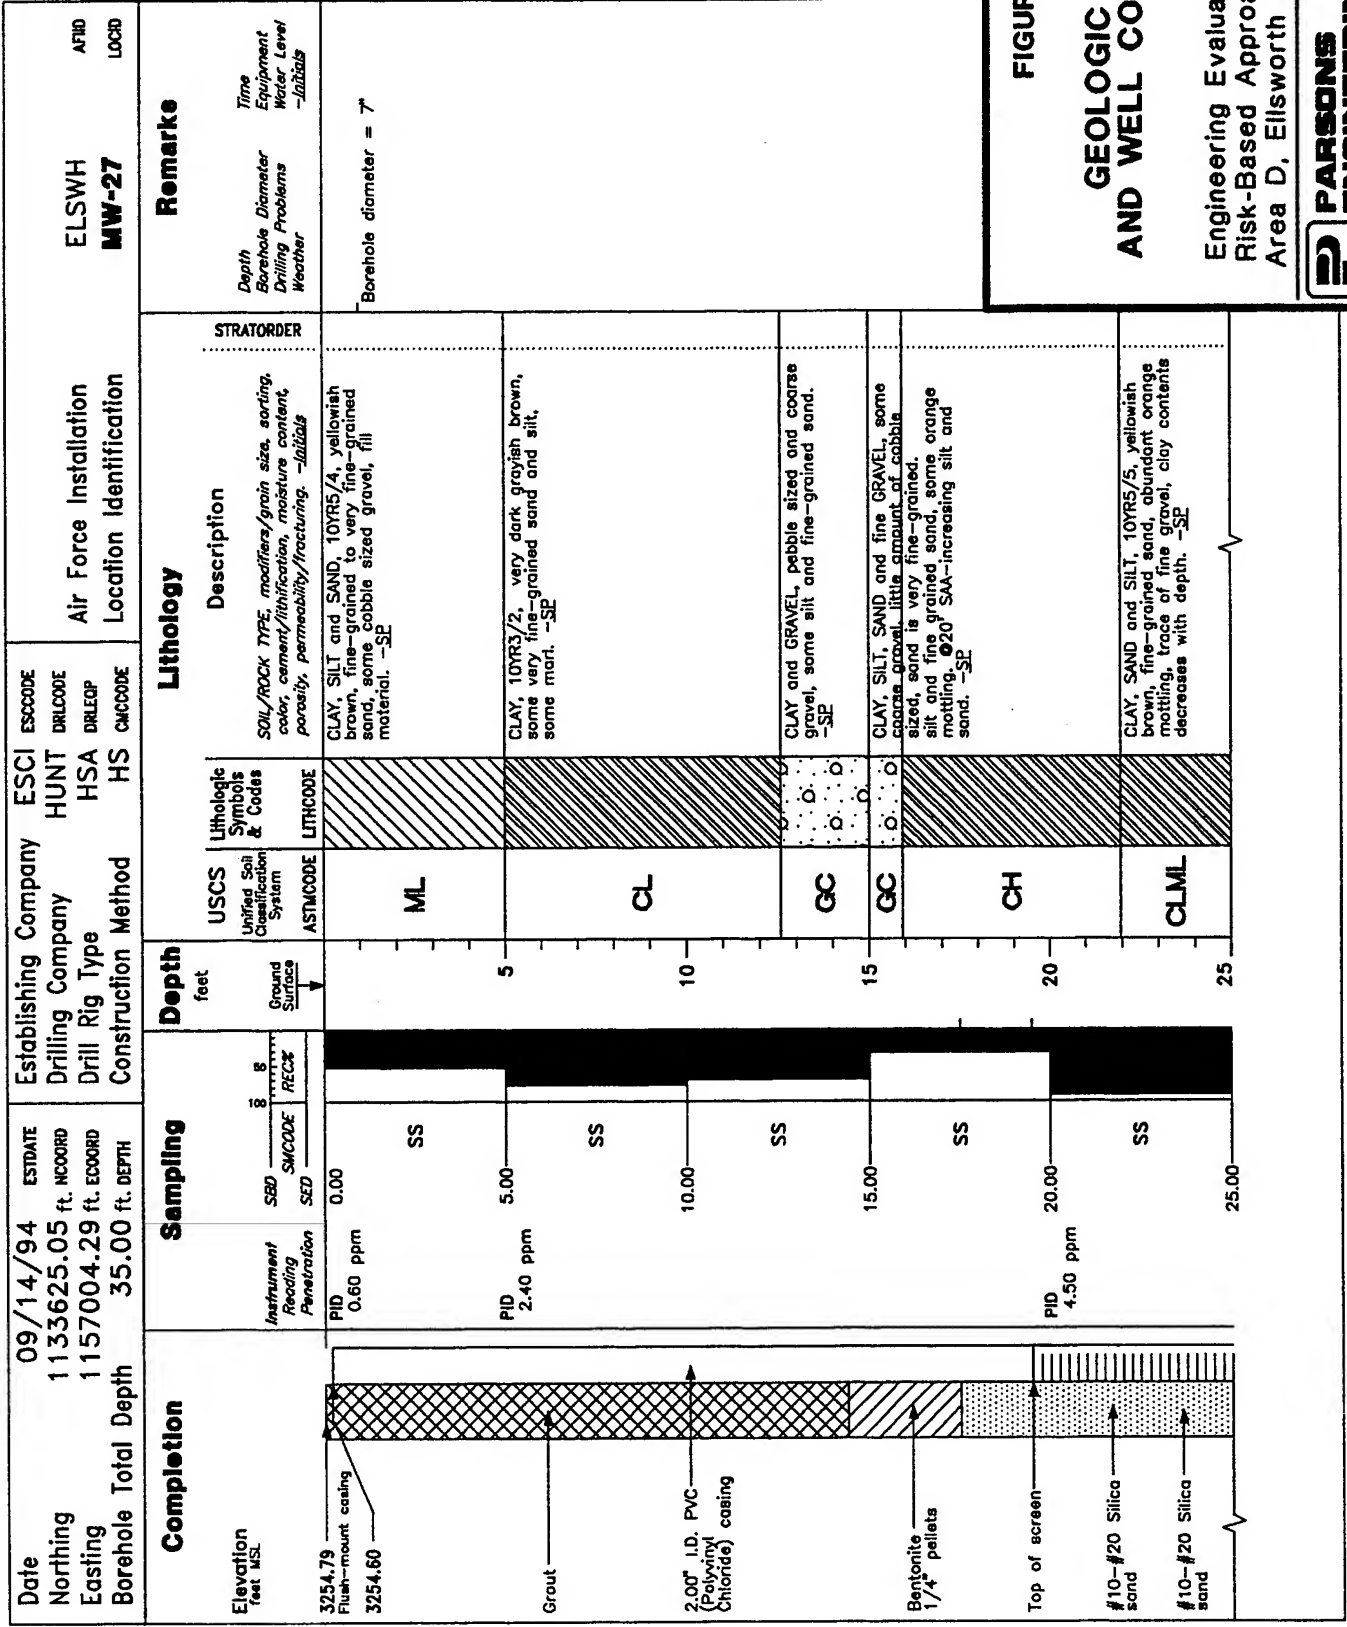 Date 09/14/94 ESTDATE
Northing 1133625.05 ft. NCOORD
Easting 1157004.29 ft. ECOORD
Borehole Total Depth 35.00 ft. DEPTH
Establishing Company ESCI ESCCODE
Drilling Company HUNT DRLCODE
Drill Rig Type HSA DRLEQP
Construction Method HS CMCCODE
Air Force Installation ELSWH AFIID
Location Identification MW-27 LOCID
Completion
Sampling
Depth
feet
Lithology
Remarks
Elevation
feet MSL
Instrument
Reading
Penetration
SBD
SMCODE
SED
RECX
50
100
Ground
Surface
USCS
Unified Soil
Classification
System
ASTMCODE
Lithologic
Symbols
& Codes
LITHCODE
Description
SOIL/ROCK TYPE, modifiers/grain size, sorting,
color, cement/lithification, moisture content,
porosity, permeability/fracturing. -Initials
STRATORDER
Depth
Borehole Diameter
Drilling Problems
Weather
Time
Equipment
Water Level
-Initials
3254.79
Flush-mount casing
3254.60
Grout
2.00" I.D. PVC
(Polyvinyl
Chloride) casing
Bentonite
1/4" pellets
Top of screen
#10-#20 Silica
sand
#10-#20 Silica
sand
PID
0.60 ppm
PID
2.40 ppm
PID
4.50 ppm
0.00
SS
5.00
SS
10.00
SS
15.00
SS
20.00
SS
25.00
5
10
15
20
25
ML
CL
GC
GC
CH
CLML
CLAY, SILT and SAND, 10YR5/4, yellowish
brown, fine-grained to very fine-grained
sand, some cobble sized gravel, fill
material. -SP
CLAY, 10YR3/2, very dark grayish brown,
some very fine-grained sand and silt,
some marl. -SP
CLAY and GRAVEL, pebble sized and coarse
gravel, some silt and fine-grained sand.
-SP
CLAY, SILT, SAND and fine GRAVEL, some
coarse gravel, little amount of cobble
sized, sand is very fine-grained.
silt and fine grained sand, some orange
mottling, @20' SAA-increasing silt and
sand. -SP
CLAY, SAND and SILT, 10YR5/5, yellowish
brown, fine-grained sand, abundant orange
mottling, trace of fine gravel, clay contents
decreases with depth. -SP
Borehole diameter = 7"
FIGUR
GEOLOGIC
AND WELL CO
Engineering Evalua
Risk-Based Approa
Area D, Ellsworth
PARSONS